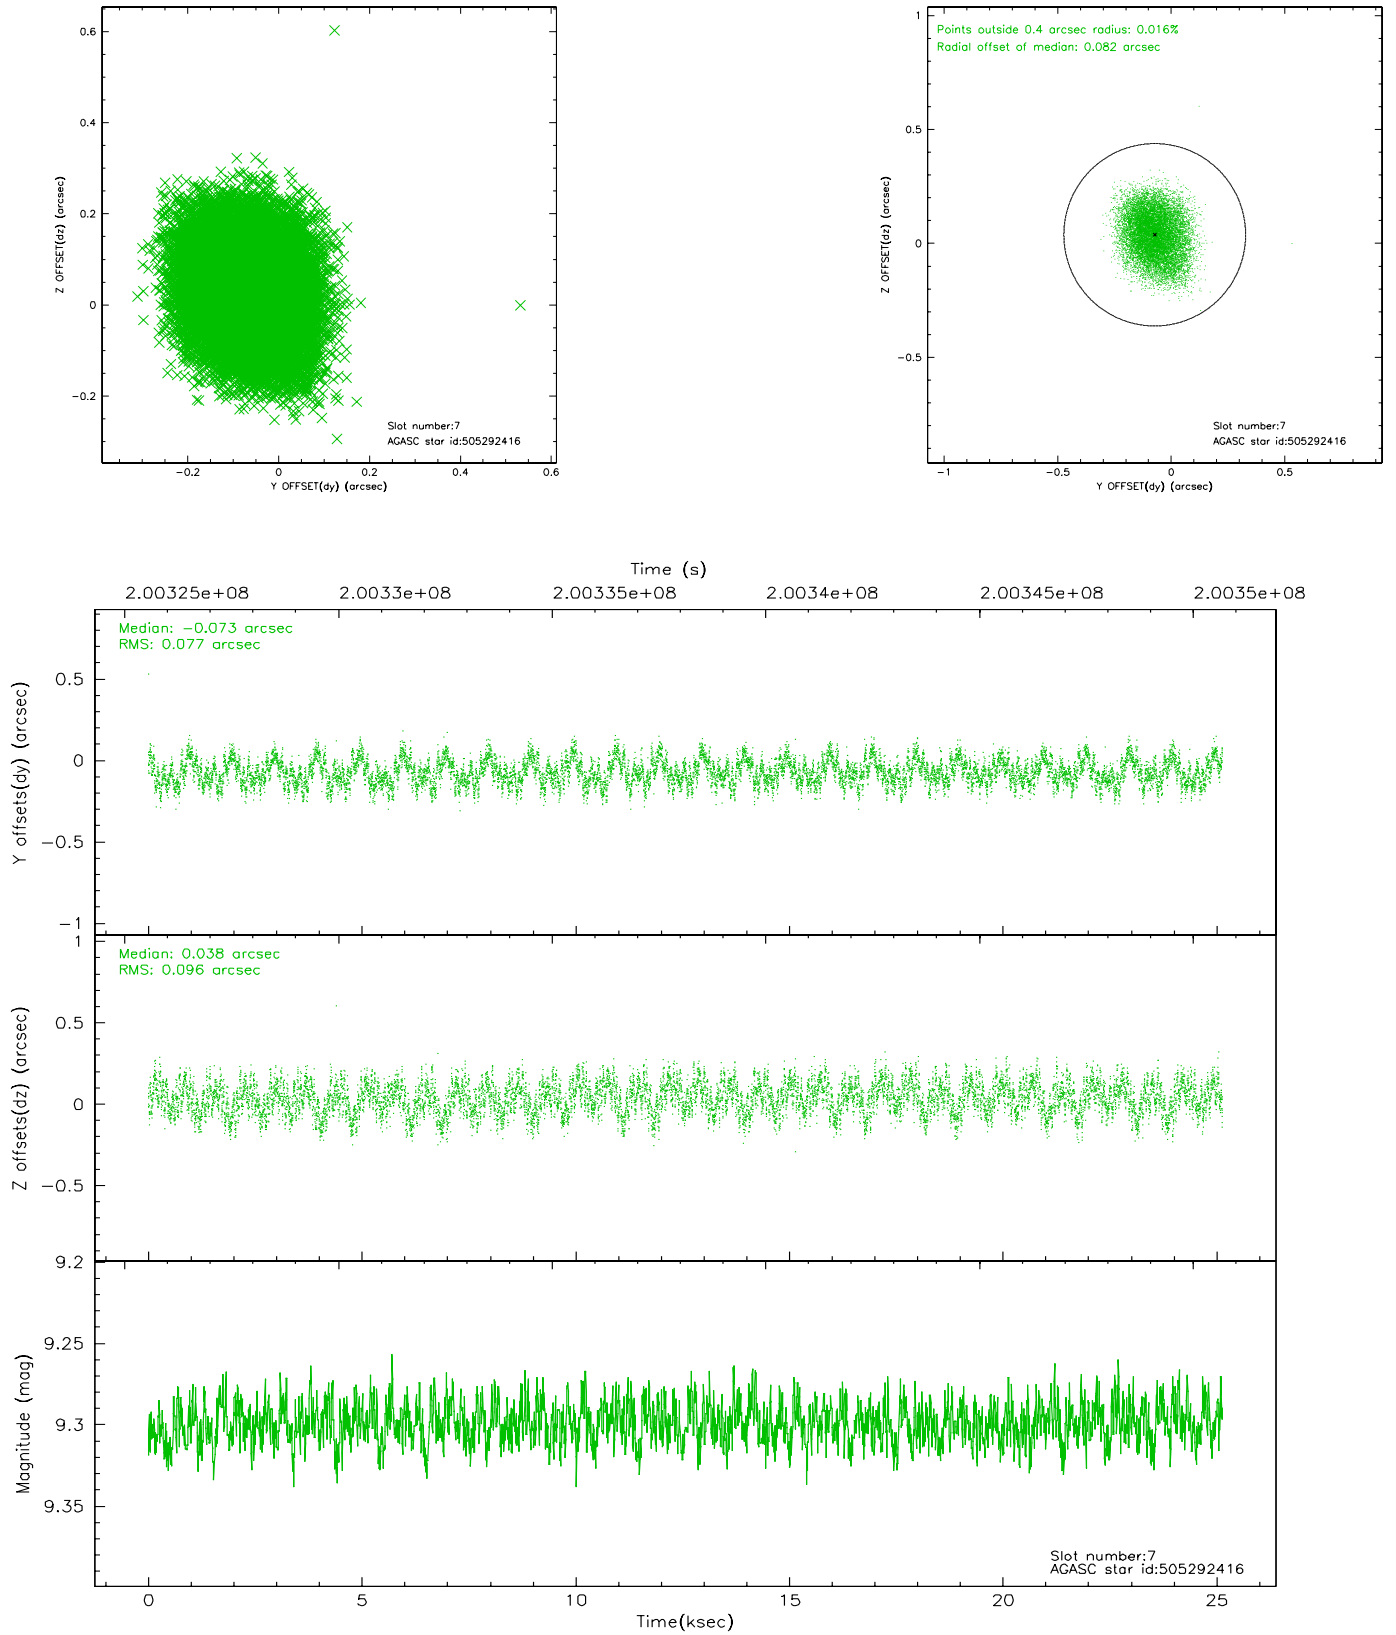 0.6
0.4
0.2
0
−0.2
Z OFFSET(dz) (arcsec)
Slot number:7
AGASC star id:505292416
−0.2 0 0.2 0.4 0.6
Y OFFSET(dy) (arcsec)
Points outside 0.4 arcsec radius: 0.016%
Radial offset of median: 0.082 arcsec
1
0.5
0
−0.5
Z OFFSET(dz) (arcsec)
Slot number:7
AGASC star id:505292416
−1 −0.5 0 0.5
Y OFFSET(dy) (arcsec)
Time (s)
2.00325e+08 2.0033e+08 2.00335e+08 2.0034e+08 2.00345e+08 2.0035e+08
Median: −0.073 arcsec
RMS: 0.077 arcsec
0.5
0
−0.5
−1
Y offsets(dy) (arcsec)
Median: 0.038 arcsec
RMS: 0.096 arcsec
1
0.5
0
−0.5
Z offsets(dz) (arcsec)
9.2
9.25
9.3
9.35
Magnitude (mag)
Slot number:7
AGASC star id:505292416
0 5 10 15 20 25
Time(ksec)